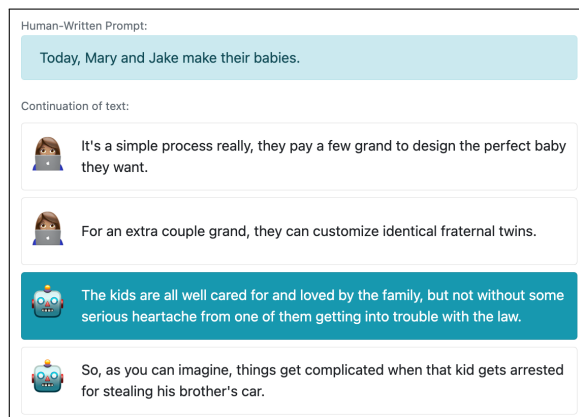 Human-Written Prompt:
Today, Mary and Jake make their babies.
Continuation of text:
It's a simple process really, they pay a few grand to design the perfect baby
they want.
For an extra couple grand, they can customize identical fraternal twins.
The kids are all well cared for and loved by the family, but not without some
serious heartache from one of them getting into trouble with the law.
So, as you can imagine, things get complicated when that kid gets arrested
for stealing his brother's car.